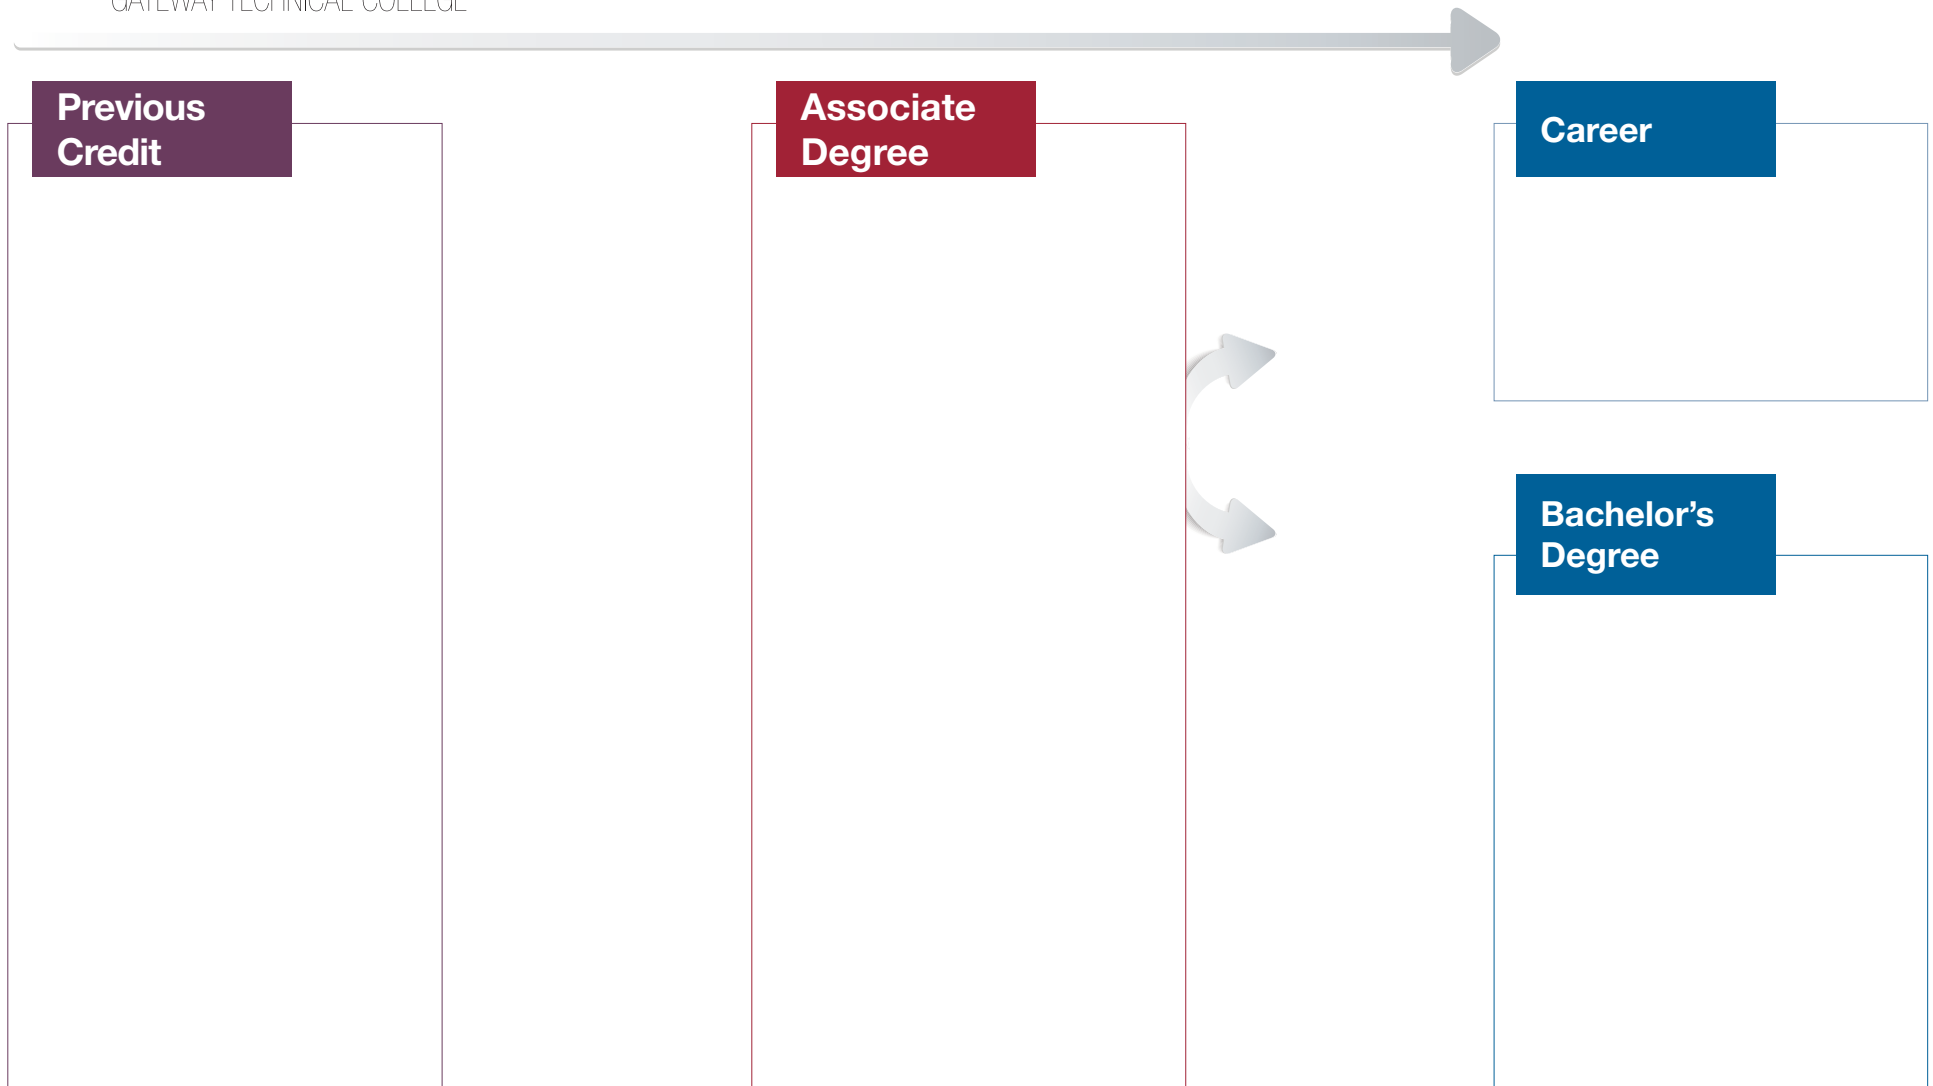 GATEWAY TECHNICAL COLLEGE
Previous
Credit
Associate
Degree
Career
Bachelor’s
Degree